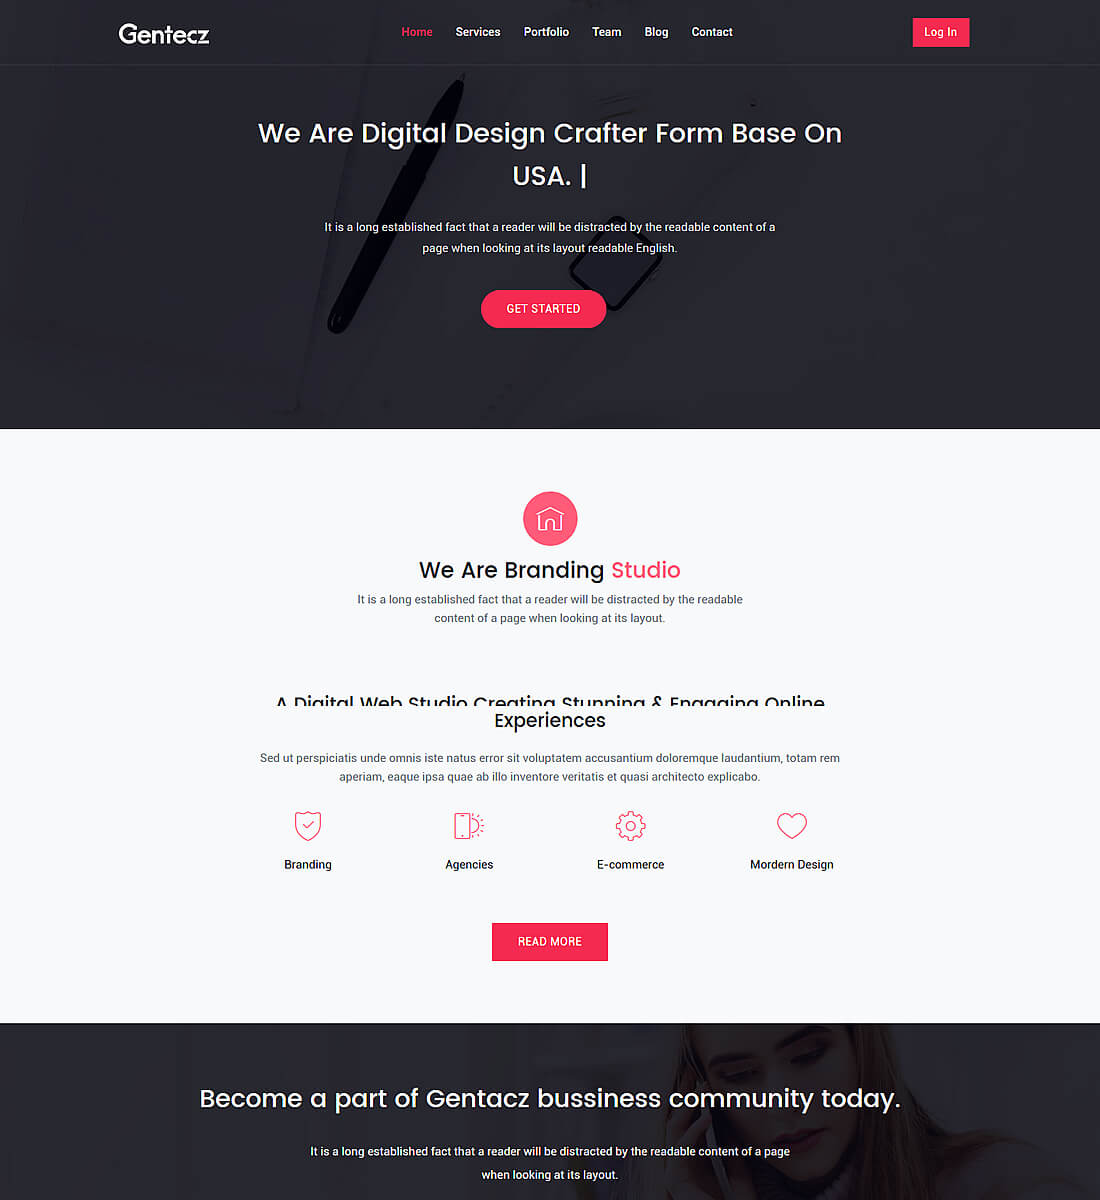 Gentecz
Home Services Portfolio Team Blog Contact Log In
We Are Digital Design Crafter Form Base On
USA. |
It is a long established fact that a reader will be distracted by the readable content of a
page when looking at its layout readable English.
GET STARTED
We Are Branding Studio
It is a long established fact that a reader will be distracted by the readable
content of a page when looking at its layout.
A Digital Web Studio Creating Stunning & Engaging Online
Experiences
Sed ut perspiciatis unde omnis iste natus error sit voluptatem accusantium doloremque laudantium, totam rem
aperiam, eaque ipsa quae ab illo inventore veritatis et quasi architecto explicabo.
Branding Agencies E-commerce Mordern Design
READ MORE
Become a part of Gentacz bussiness community today.
It is a long established fact that a reader will be distracted by the readable content of a page
when looking at its layout.